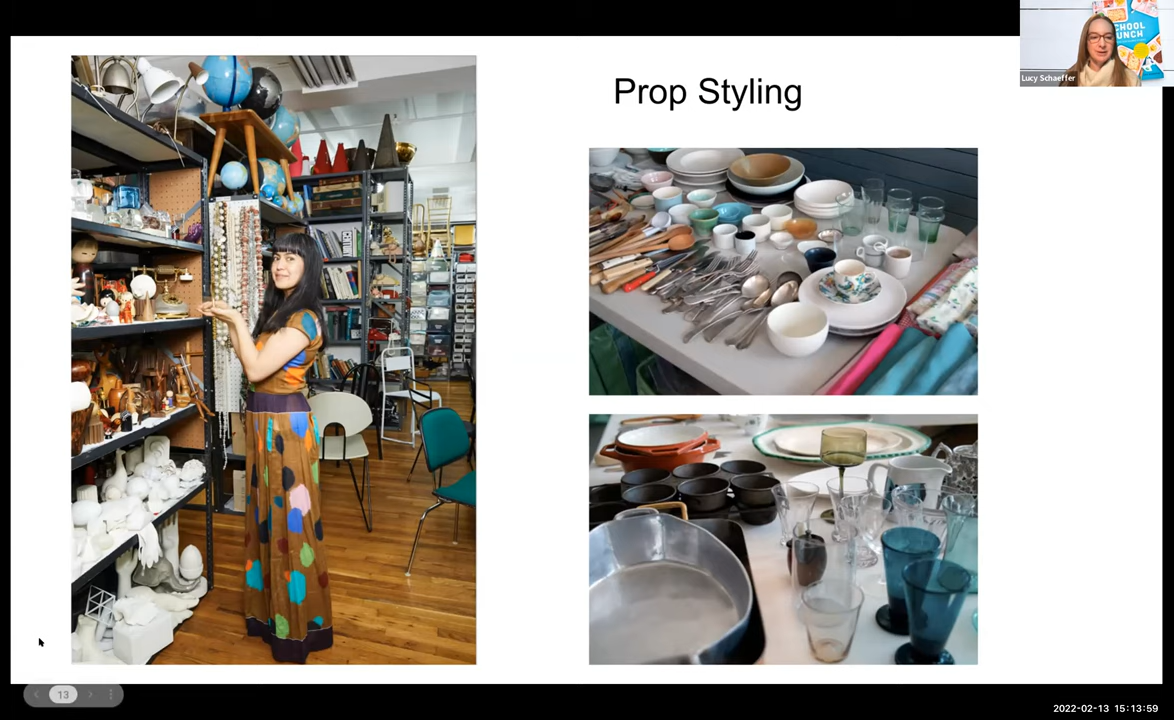 Prop Styling
SCHOOL
LUNCH
Lucy Schaeffer
13
2022-02-13 15:13:59